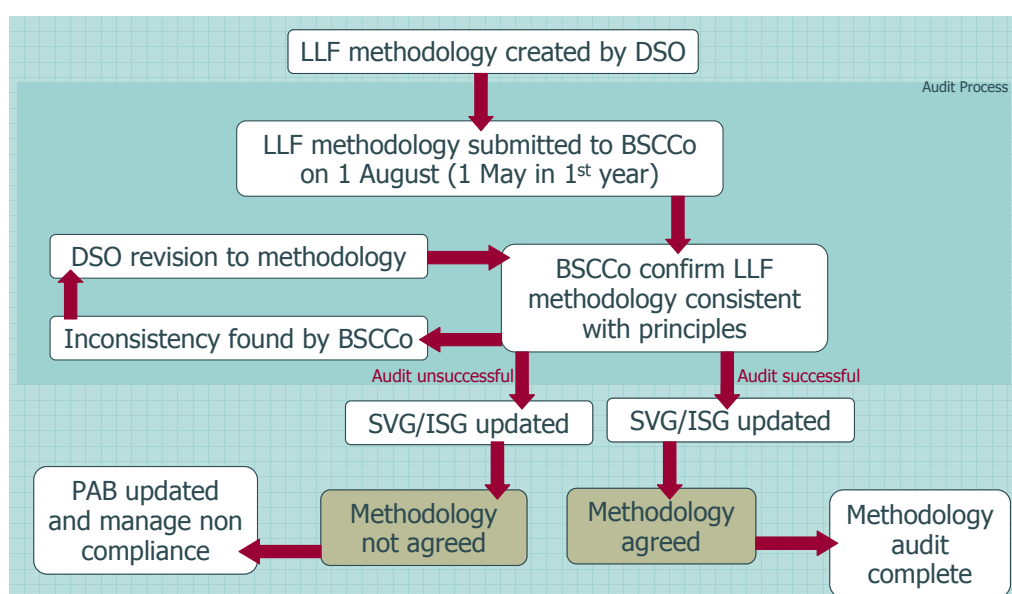 LLF methodology created by DSO
Audit Process
LLF methodology submitted to BSCCo
on 1 August (1 May in 1st year)
DSO revision to methodology
BSCCo confirm LLF
methodology consistent
with principles
Inconsistency found by BSCCo
Audit unsuccessful
Audit successful
SVG/ISG updated
SVG/ISG updated
PAB updated
and manage non
compliance
Methodology
not agreed
Methodology
agreed
Methodology
audit
complete